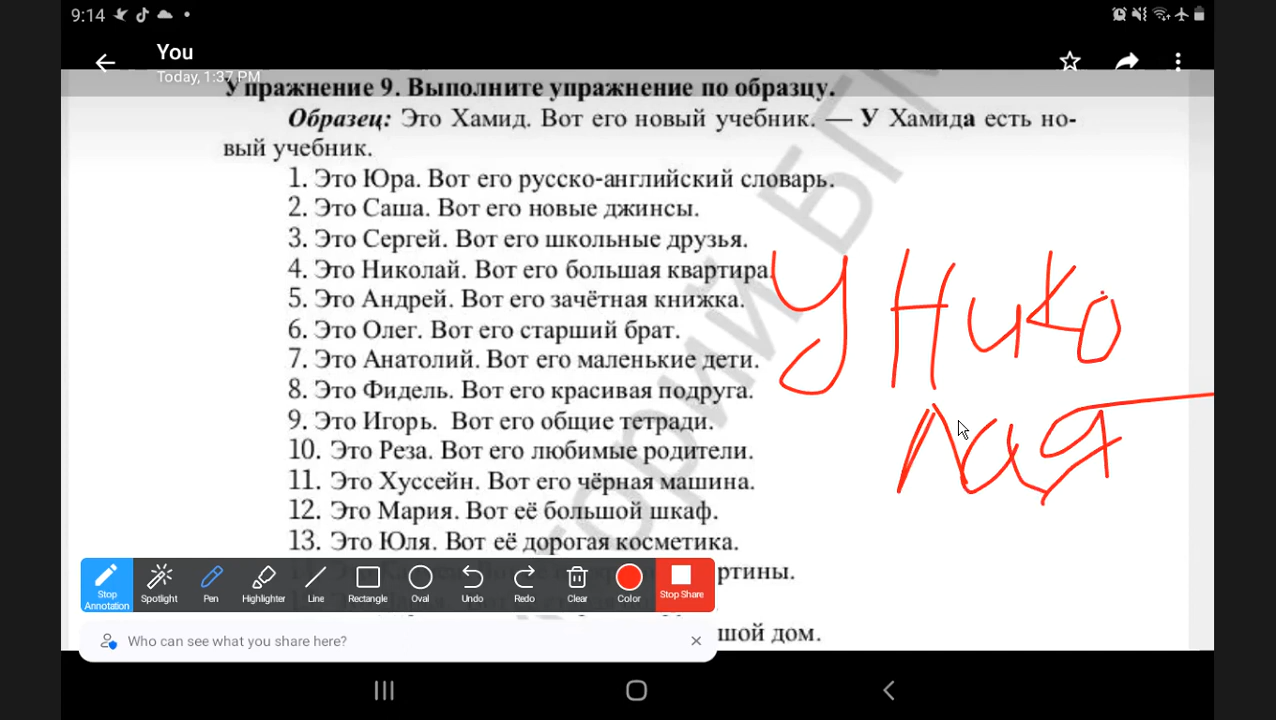 9:14
You
Today, 1:37 PM
Упражнение 9. Выполните упражнение по образцу.
Образец: Это Хамид. Вот его новый учебник. — У Хамида есть но-
вый учебник.
1. Это Юра. Вот его русско-английский словарь.
2. Это Саша. Вот его новые джинсы.
3. Это Сергей. Вот его школьные друзья.
4. Это Николай. Вот его большая квартира.
5. Это Андрей. Вот его зачётная книжка.
6. Это Олег. Вот его старший брат.
7. Это Анатолий. Вот его маленькие дети.
8. Это Фидель. Вот его красивая подруга.
9. Это Игорь. Вот его общие тетради.
10. Это Реза. Вот его любимые родители.
11. Это Хуссейн. Вот его чёрная машина.
12. Это Мария. Вот её большой шкаф.
13. Это Юля. Вот её дорогая косметика.
ртины.
шой дом.
У Нико
лая
торий БГМ
Stop Annotation
Spotlight
Pen
Highlighter
Line
Rectangle
Oval
Undo
Redo
Clear
Color
Stop Share
Who can see what you share here?